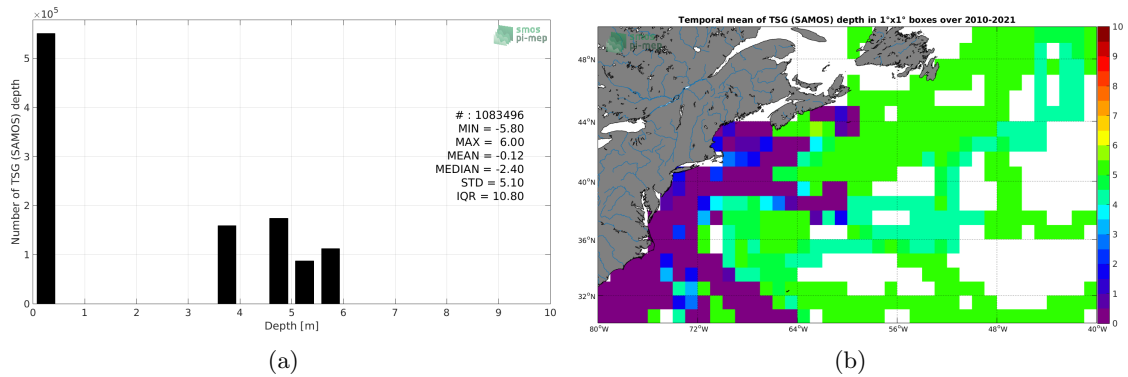 ×10⁵
smos
pi-mep
Number of TSG (SAMOS) depth
5
4
3
2
1
0
# : 1083496
MIN = -5.80
MAX = 6.00
MEAN = -0.12
MEDIAN = -2.40
STD = 5.10
IQR = 10.80
0 1 2 3 4 5 6 7 8 9 10
Depth [m]
(a)
Temporal mean of TSG (SAMOS) depth in 1°x1° boxes over 2010-2021
smos
pi-mep
48°N
44°N
40°N
36°N
32°N
80°W 72°W 64°W 56°W 48°W 40°W
10
9
8
7
6
5
4
3
2
1
0
(b)